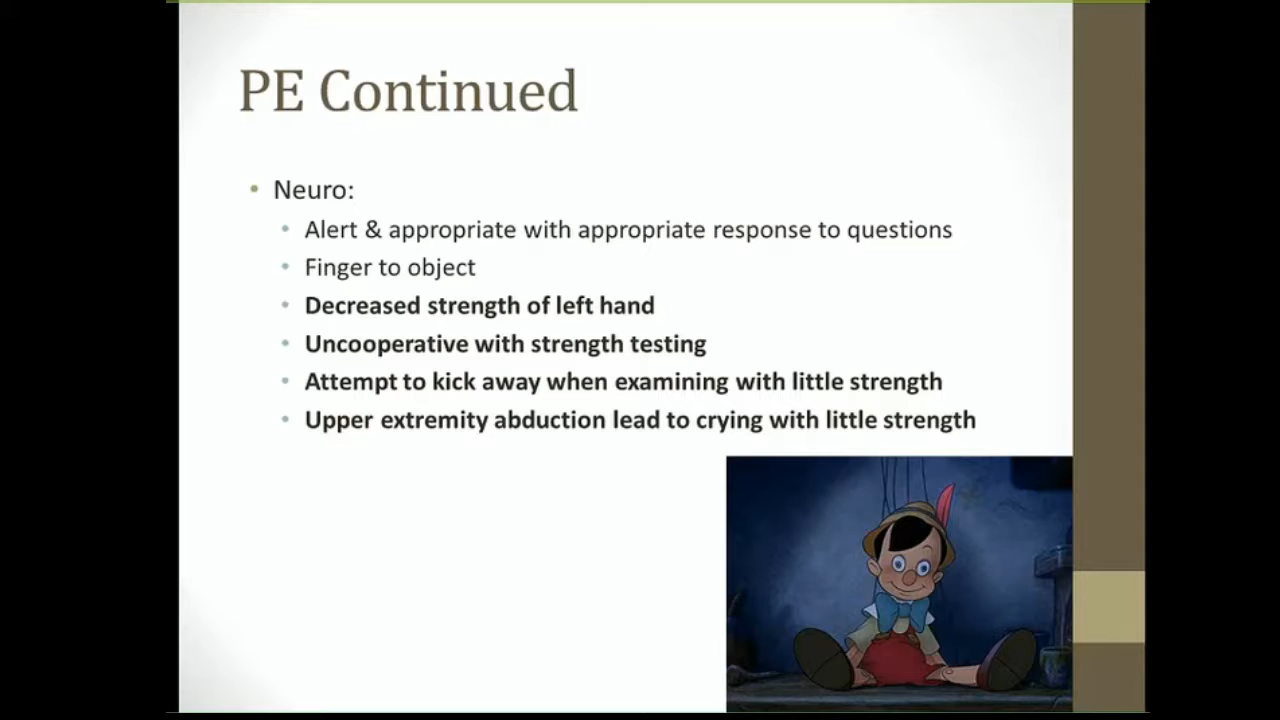 PE Continued
Neuro:
Alert & appropriate with appropriate response to questions
Finger to object
Decreased strength of left hand
Uncooperative with strength testing
Attempt to kick away when examining with little strength
Upper extremity abduction lead to crying with little strength